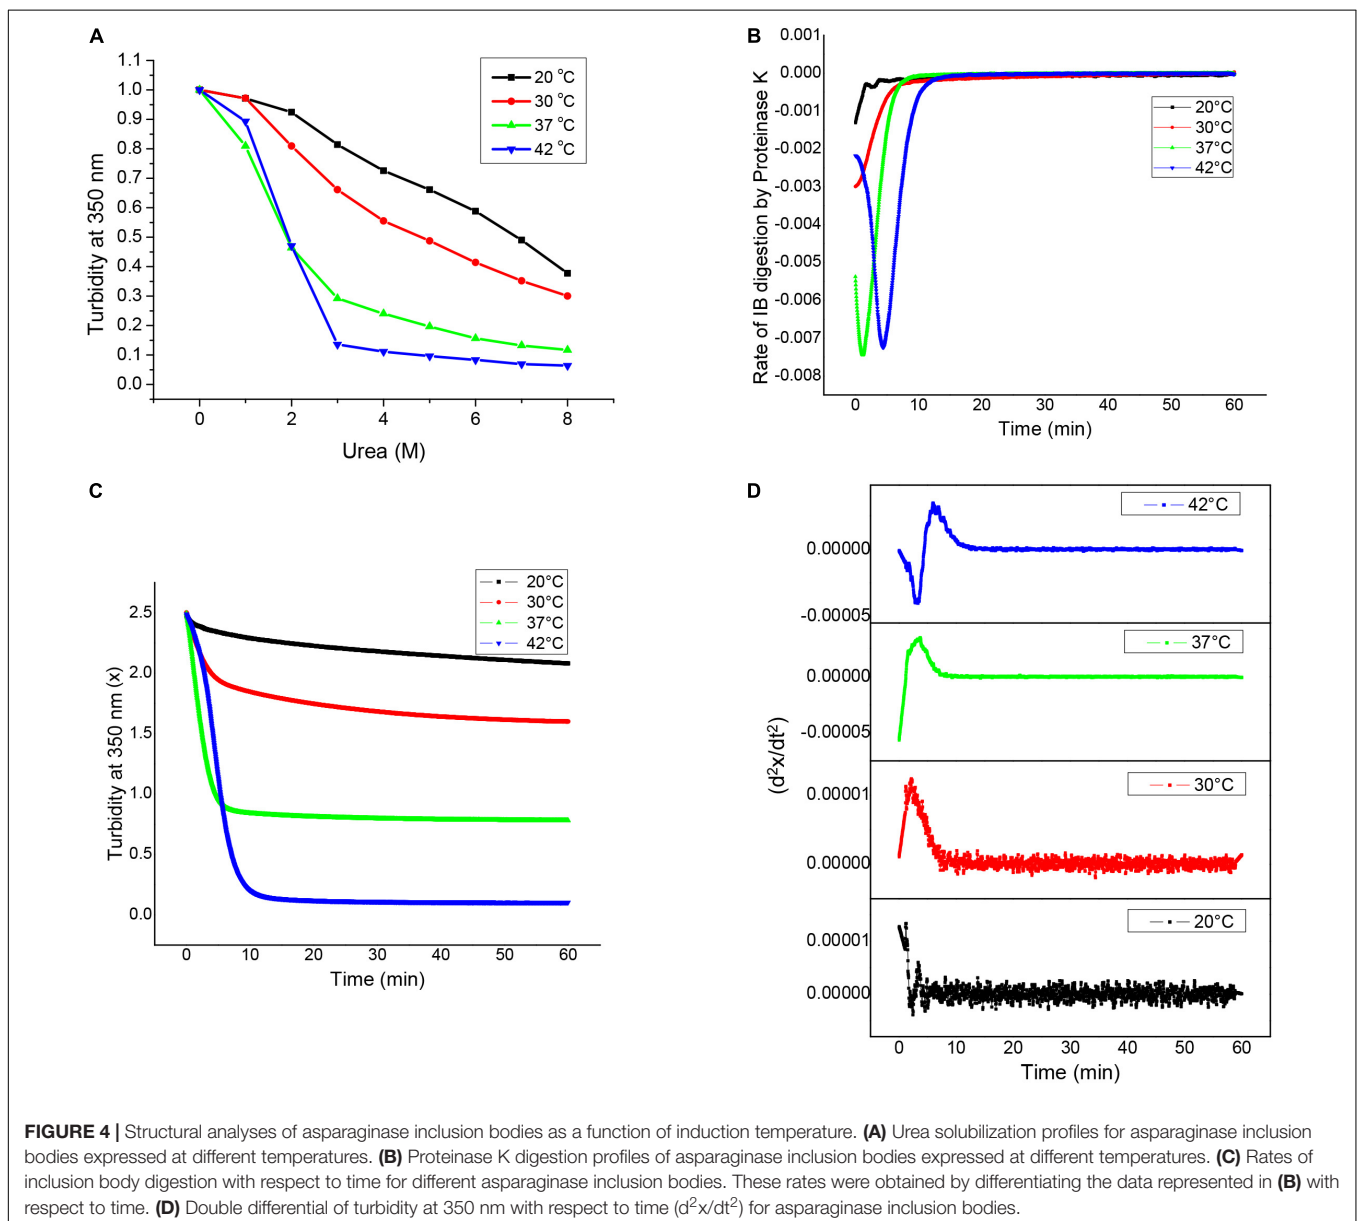 A
1.1
1.0
0.9
0.8
0.7
0.6
0.5
0.4
0.3
0.2
0.1
0.0
Turbidity at 350 nm
0 2 4 6 8
Urea (M)
20 °C
30 °C
37 °C
42 °C
B
0.001
0.000
-0.001
-0.002
-0.003
-0.004
-0.005
-0.006
-0.007
-0.008
Rate of IB digestion by Proteinase K
0 10 20 30 40 50 60
Time (min)
20°C
30°C
37°C
42°C
C
2.5
2.0
1.5
1.0
0.5
0.0
Turbidity at 350 nm (x)
0 10 20 30 40 50 60
Time (min)
20°C
30°C
37°C
42°C
D
42°C
0.00000
-0.00005
37°C
0.00000
-0.00005
30°C
0.00001
0.00000
20°C
0.00001
0.00000
(d²x/dt²)
0 10 20 30 40 50 60
Time (min)
FIGURE 4 | Structural analyses of asparaginase inclusion bodies as a function of induction temperature. (A) Urea solubilization profiles for asparaginase inclusion
bodies expressed at different temperatures. (B) Proteinase K digestion profiles of asparaginase inclusion bodies expressed at different temperatures. (C) Rates of
inclusion body digestion with respect to time for different asparaginase inclusion bodies. These rates were obtained by differentiating the data represented in (B) with
respect to time. (D) Double differential of turbidity at 350 nm with respect to time (d²x/dt²) for asparaginase inclusion bodies.